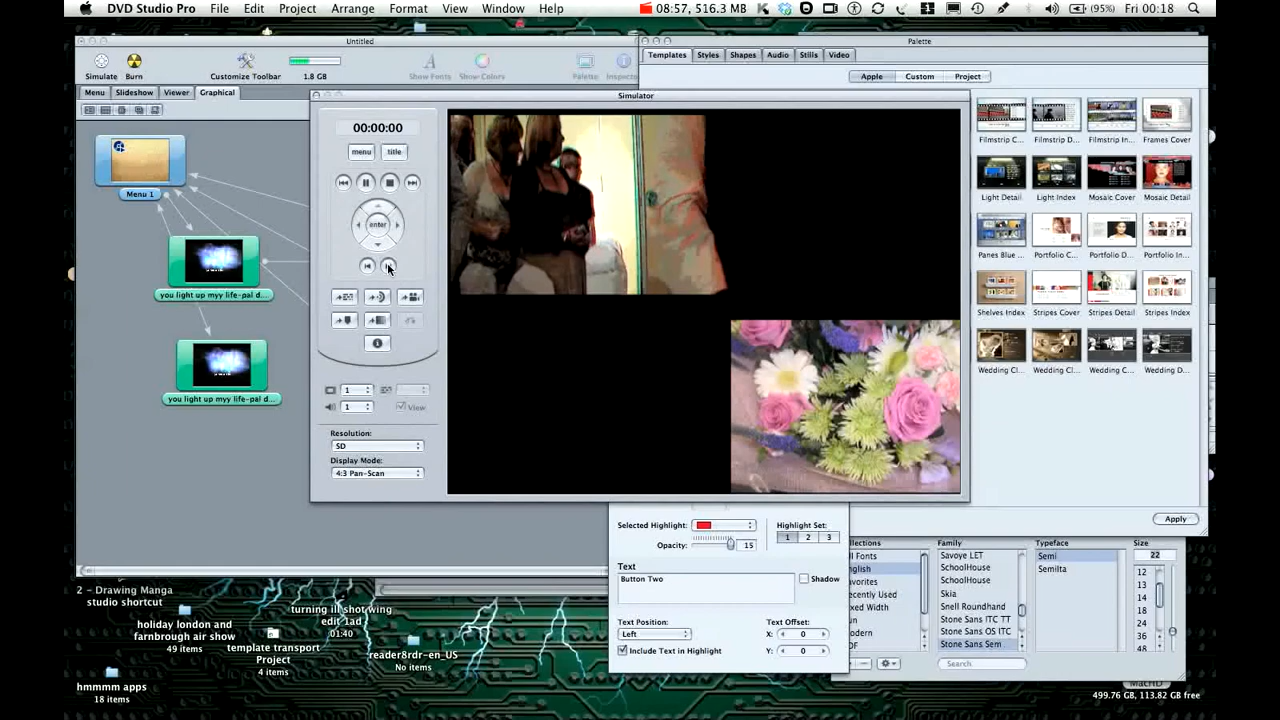 DVD Studio Pro File Edit Project Arrange Format View Window Help 08:57, 516.3 MB (95%) Fri 00:18
Untitled
Palette
Simulate Burn Customize Toolbar 1.8 GB Show Fonts Show Colors Palette
Templates Styles Shapes Audio Stills Video
Apple Custom Project
Menu Slideshow Viewer Graphical
Simulator
00:00:00
menu title
enter
Menu 1
you light up myy life-pal d...
you light up myy life-pal d...
1
1
View
Resolution:
SD
Display Mode:
4:3 Pan-Scan
Filmstrip C... Filmstrip D... Filmstrip In... Frames Cover
Light Detail Light Index Mosaic Cover Mosaic Detail
Panes Blue ... Portfolio C... Portfolio D... Portfolio In...
Shelves Index Stripes Cover Stripes Detail Stripes Index
Wedding Cl... Wedding C... Wedding C... Wedding D...
Apply
Selected Highlight:
Opacity: 15
Highlight Set:
1 2 3
Text
Button Two
Shadow
Text Position:
Left
Text Offset:
X: 0
Y: 0
Include Text in Highlight
Family Typeface Size
22
Savoye LET
SchoolHouse
SchoolHouse
Skia
Snell Roundhand
Stone Sans ITC TT
Stone Sans OS ITC
Stone Sans Sem
Semi
SemiIta
12
13
14
18
24
36
48
Search
2 - Drawing Manga
studio shortcut
holiday london and
farnbrough air show
49 items
turning ill shot wing
edit 1ad
01:40
template transport
Project
4 items
reader8rdr-en_US
No items
hmmmm apps
18 items
MacHD
499.76 GB, 113.82 GB free